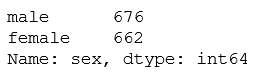 male      676
female    662
Name: sex, dtype: int64